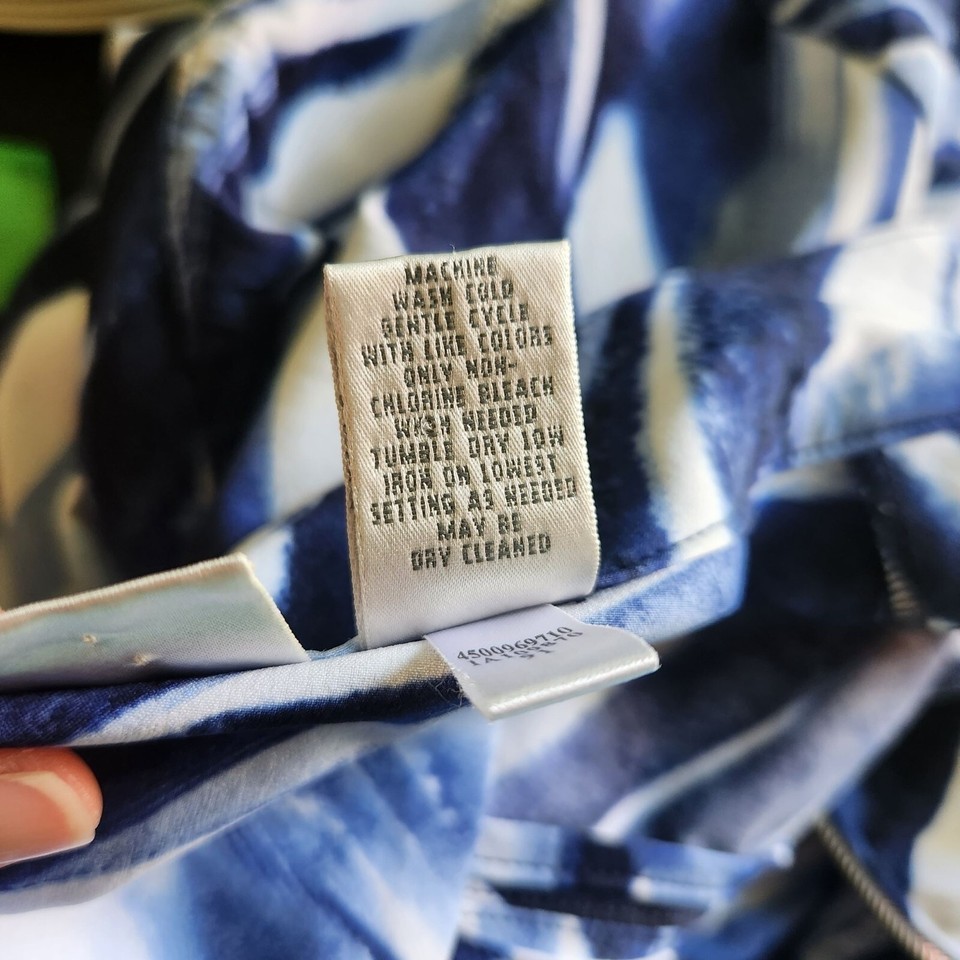 MACHINE
WASH COLD
GENTLE CYCLE
WITH LIKE COLORS
ONLY NON-
CHLORINE BLEACH
WHEN NEEDED
TUMBLE DRY LOW
IRON ON LOWEST
SETTING AS NEEDED
MAY BE
DRY CLEANED
4500969710